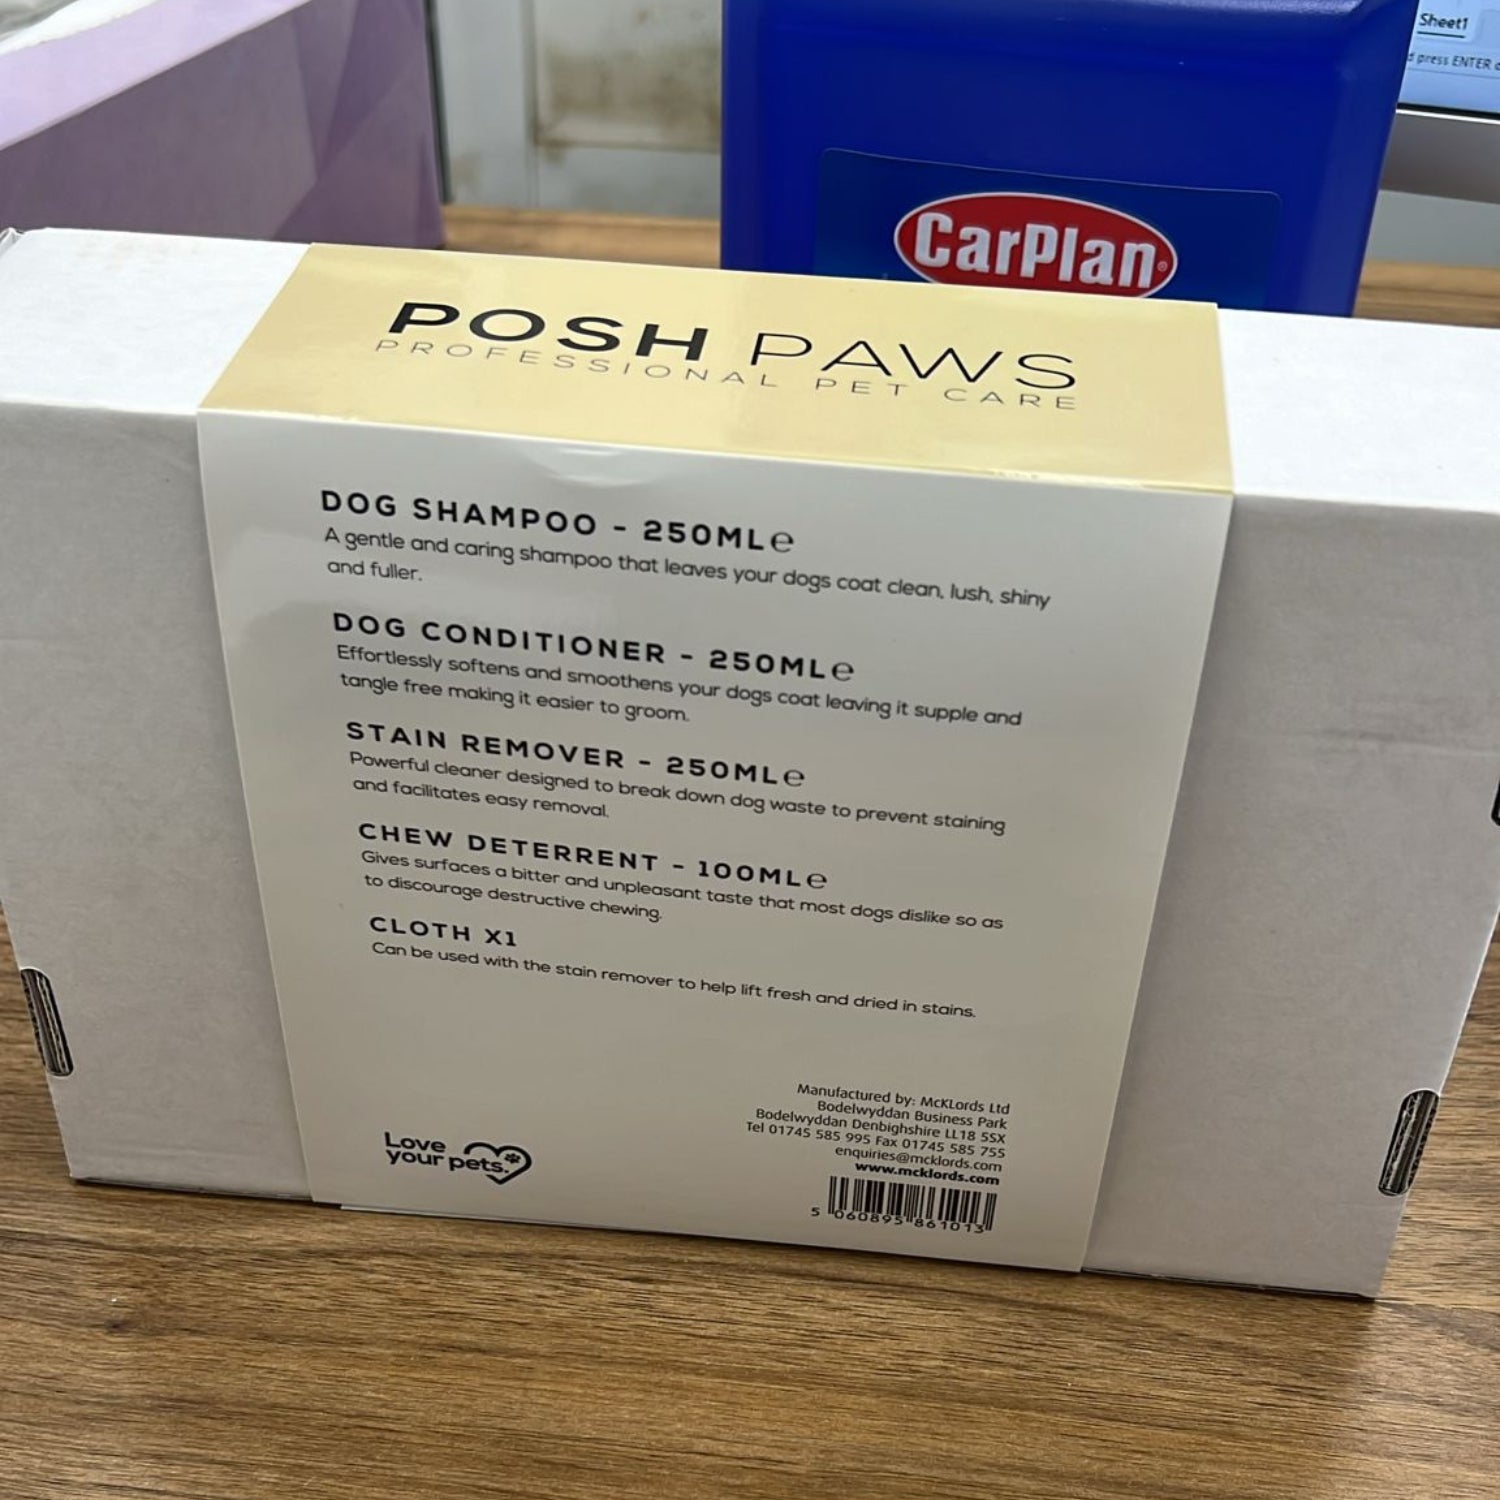 Sheet1
press ENTER
CarPlan
POSH PAWS
PROFESSIONAL PET CARE
DOG SHAMPOO - 250ML℮
A gentle and caring shampoo that leaves your dogs coat clean, lush, shiny
and fuller.
DOG CONDITIONER - 250ML℮
Effortlessly softens and smoothens your dogs coat leaving it supple and
tangle free making it easier to groom.
STAIN REMOVER - 250ML℮
Powerful cleaner designed to break down dog waste to prevent staining
and facilitates easy removal.
CHEW DETERRENT - 100ML℮
Gives surfaces a bitter and unpleasant taste that most dogs dislike so as
to discourage destructive chewing.
CLOTH X1
Can be used with the stain remover to help lift fresh and dried in stains.
Love
your pets.
Manufactured by: McKLords Ltd
Bodelwyddan Business Park
Bodelwyddan Denbighshire LL18 5SX
Tel 01745 585 995 Fax 01745 585 755
enquiries@mcklords.com
www.mcklords.com
5 060895 861013